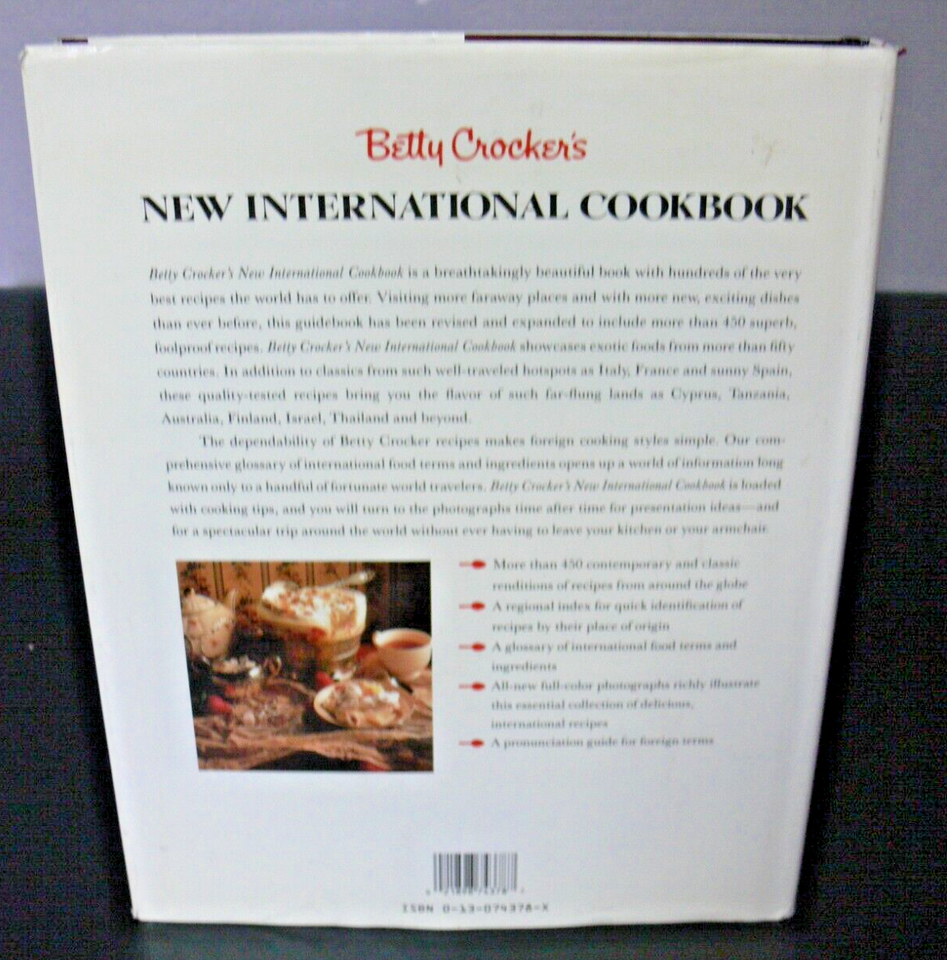 Betty Crocker's
NEW INTERNATIONAL COOKBOOK
Betty Crocker's New International Cookbook is a breathtakingly beautiful book with hundreds of the very
best recipes the world has to offer. Visiting more faraway places and with more new, exciting dishes
than ever before, this guidebook has been revised and expanded to include more than 450 superb,
foolproof recipes. Betty Crocker's New International Cookbook showcases exotic foods from more than fifty
countries. In addition to classics from such well-traveled hotspots as Italy, France and sunny Spain,
these quality-tested recipes bring you the flavor of such far-flung lands as Cyprus, Tanzania,
Australia, Finland, Israel, Thailand and beyond.
The dependability of Betty Crocker recipes makes foreign cooking styles simple. Our com-
prehensive glossary of international food terms and ingredients opens up a world of information long
known only to a handful of fortunate world travelers. Betty Crocker's New International Cookbook is loaded
with cooking tips, and you will turn to the photographs time after time for presentation ideas—and
for a spectacular trip around the world without ever having to leave your kitchen or your armchair.
More than 450 contemporary and classic
renditions of recipes from around the globe
A regional index for quick identification of
recipes by their place of origin
A glossary of international food terms and
ingredients
All-new full-color photographs richly illustrate
this essential collection of delicious,
international recipes
A pronunciation guide for foreign terms
ISBN 0-13-074378-X